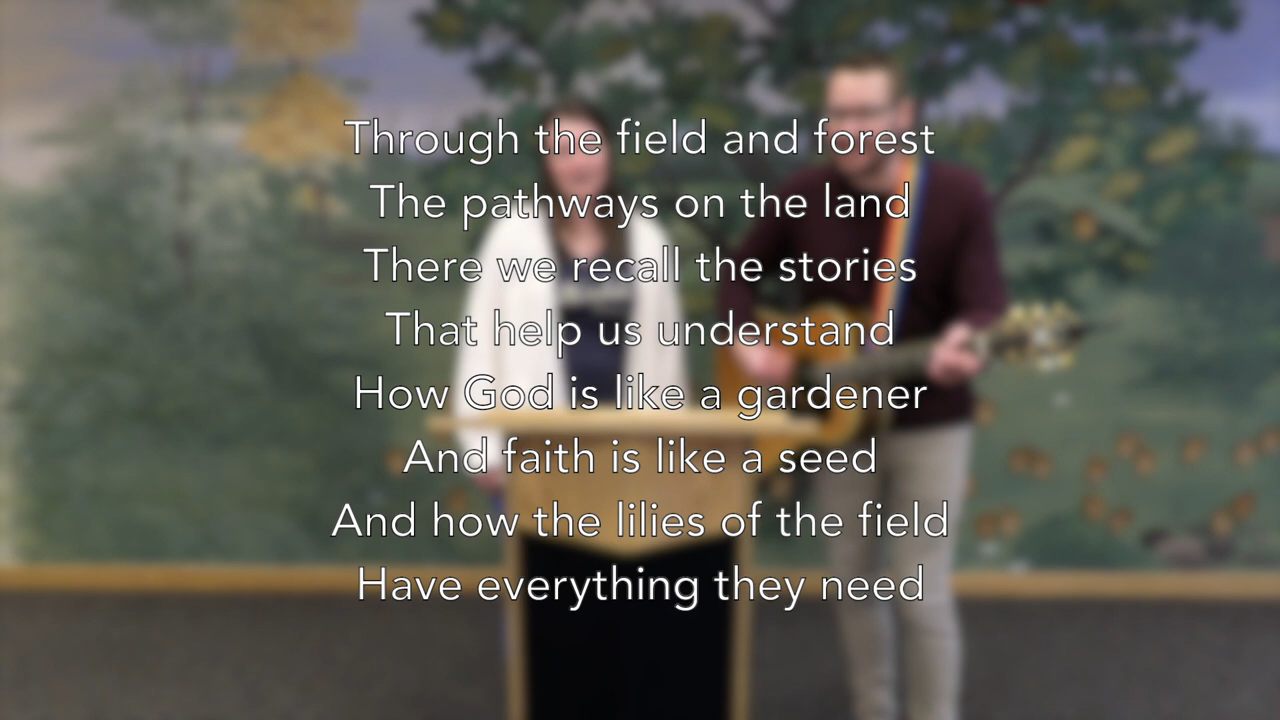 Through the field and forest
The pathways on the land
There we recall the stories
That help us understand
How God is like a gardener
And faith is like a seed
And how the lilies of the field
Have everything they need